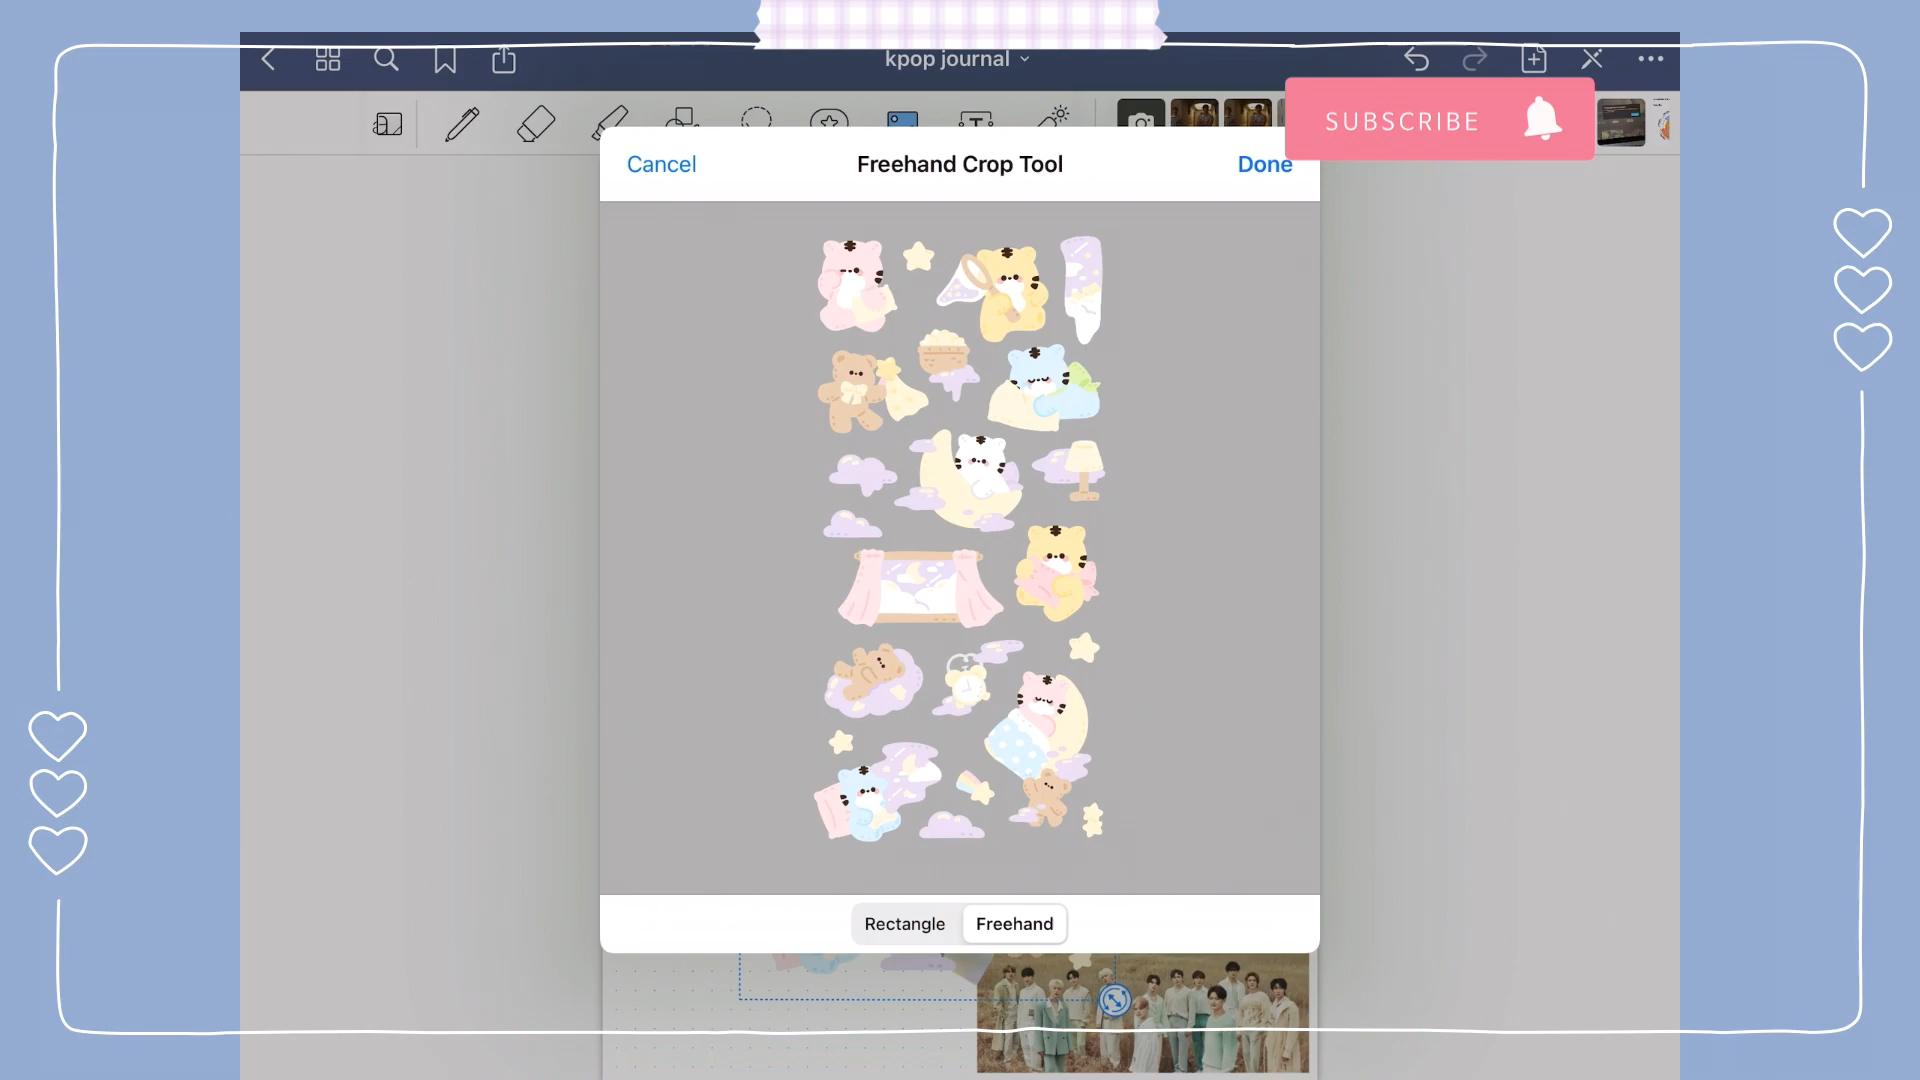 kpop journal
SUBSCRIBE
Cancel
Freehand Crop Tool
Done
Rectangle
Freehand